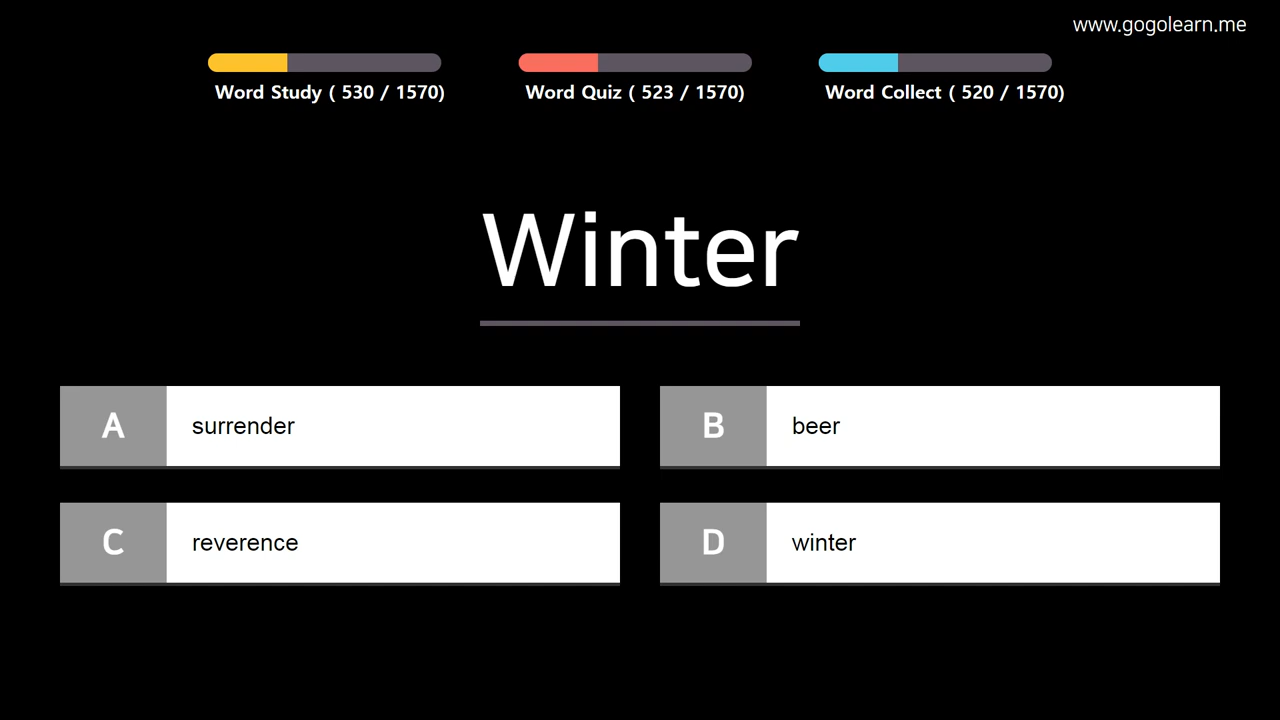 www.gogolearn.me
Word Study ( 530 / 1570)
Word Quiz ( 523 / 1570)
Word Collect ( 520 / 1570)
Winter
A surrender
B beer
C reverence
D winter